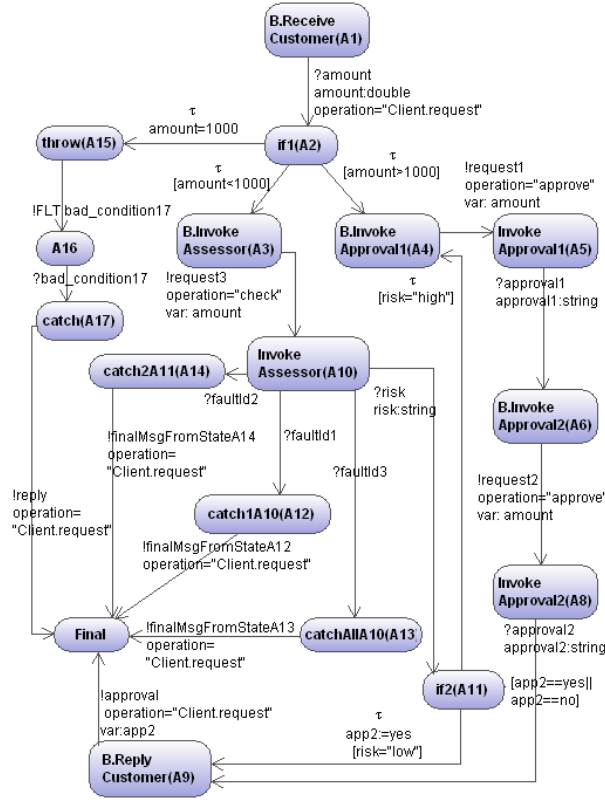 B.Receive
Customer(A1)
?amount
amount:double
operation="Client.request"
τ
amount=1000
throw(A15)
if1(A2)
τ
[amount<1000]
τ
[amount>1000]
!request1
operation="approve"
var: amount
!FLT bad_condition17
A16
B.Invoke
Assessor(A3)
B.Invoke
Approval1(A4)
Invoke
Approval1(A5)
?bad_condition17
!request3
operation="check"
var: amount
τ
[risk="high"]
?approval1
approval1:string
catch(A17)
catch2A11(A14)
Invoke
Assessor(A10)
?faultId2
?risk
risk:string
B.Invoke
Approval2(A6)
!finalMsgFromStateA14
operation=
"Client.request"
?faultId1
?faultId3
!request2
operation="approve"
var: amount
!reply
operation=
"Client.request"
catch1A10(A12)
!finalMsgFromStateA12
operation="Client.request"
Invoke
Approval2(A8)
Final
!finalMsgFromStateA13
operation=
"Client.request"
catchAllA10(A13)
?approval2
approval2:string
if2(A11)
[app2==yes||
app2==no]
!approval
operation="Client.request"
var:app2
τ
app2:=yes
[risk="low"]
B.Reply
Customer(A9)